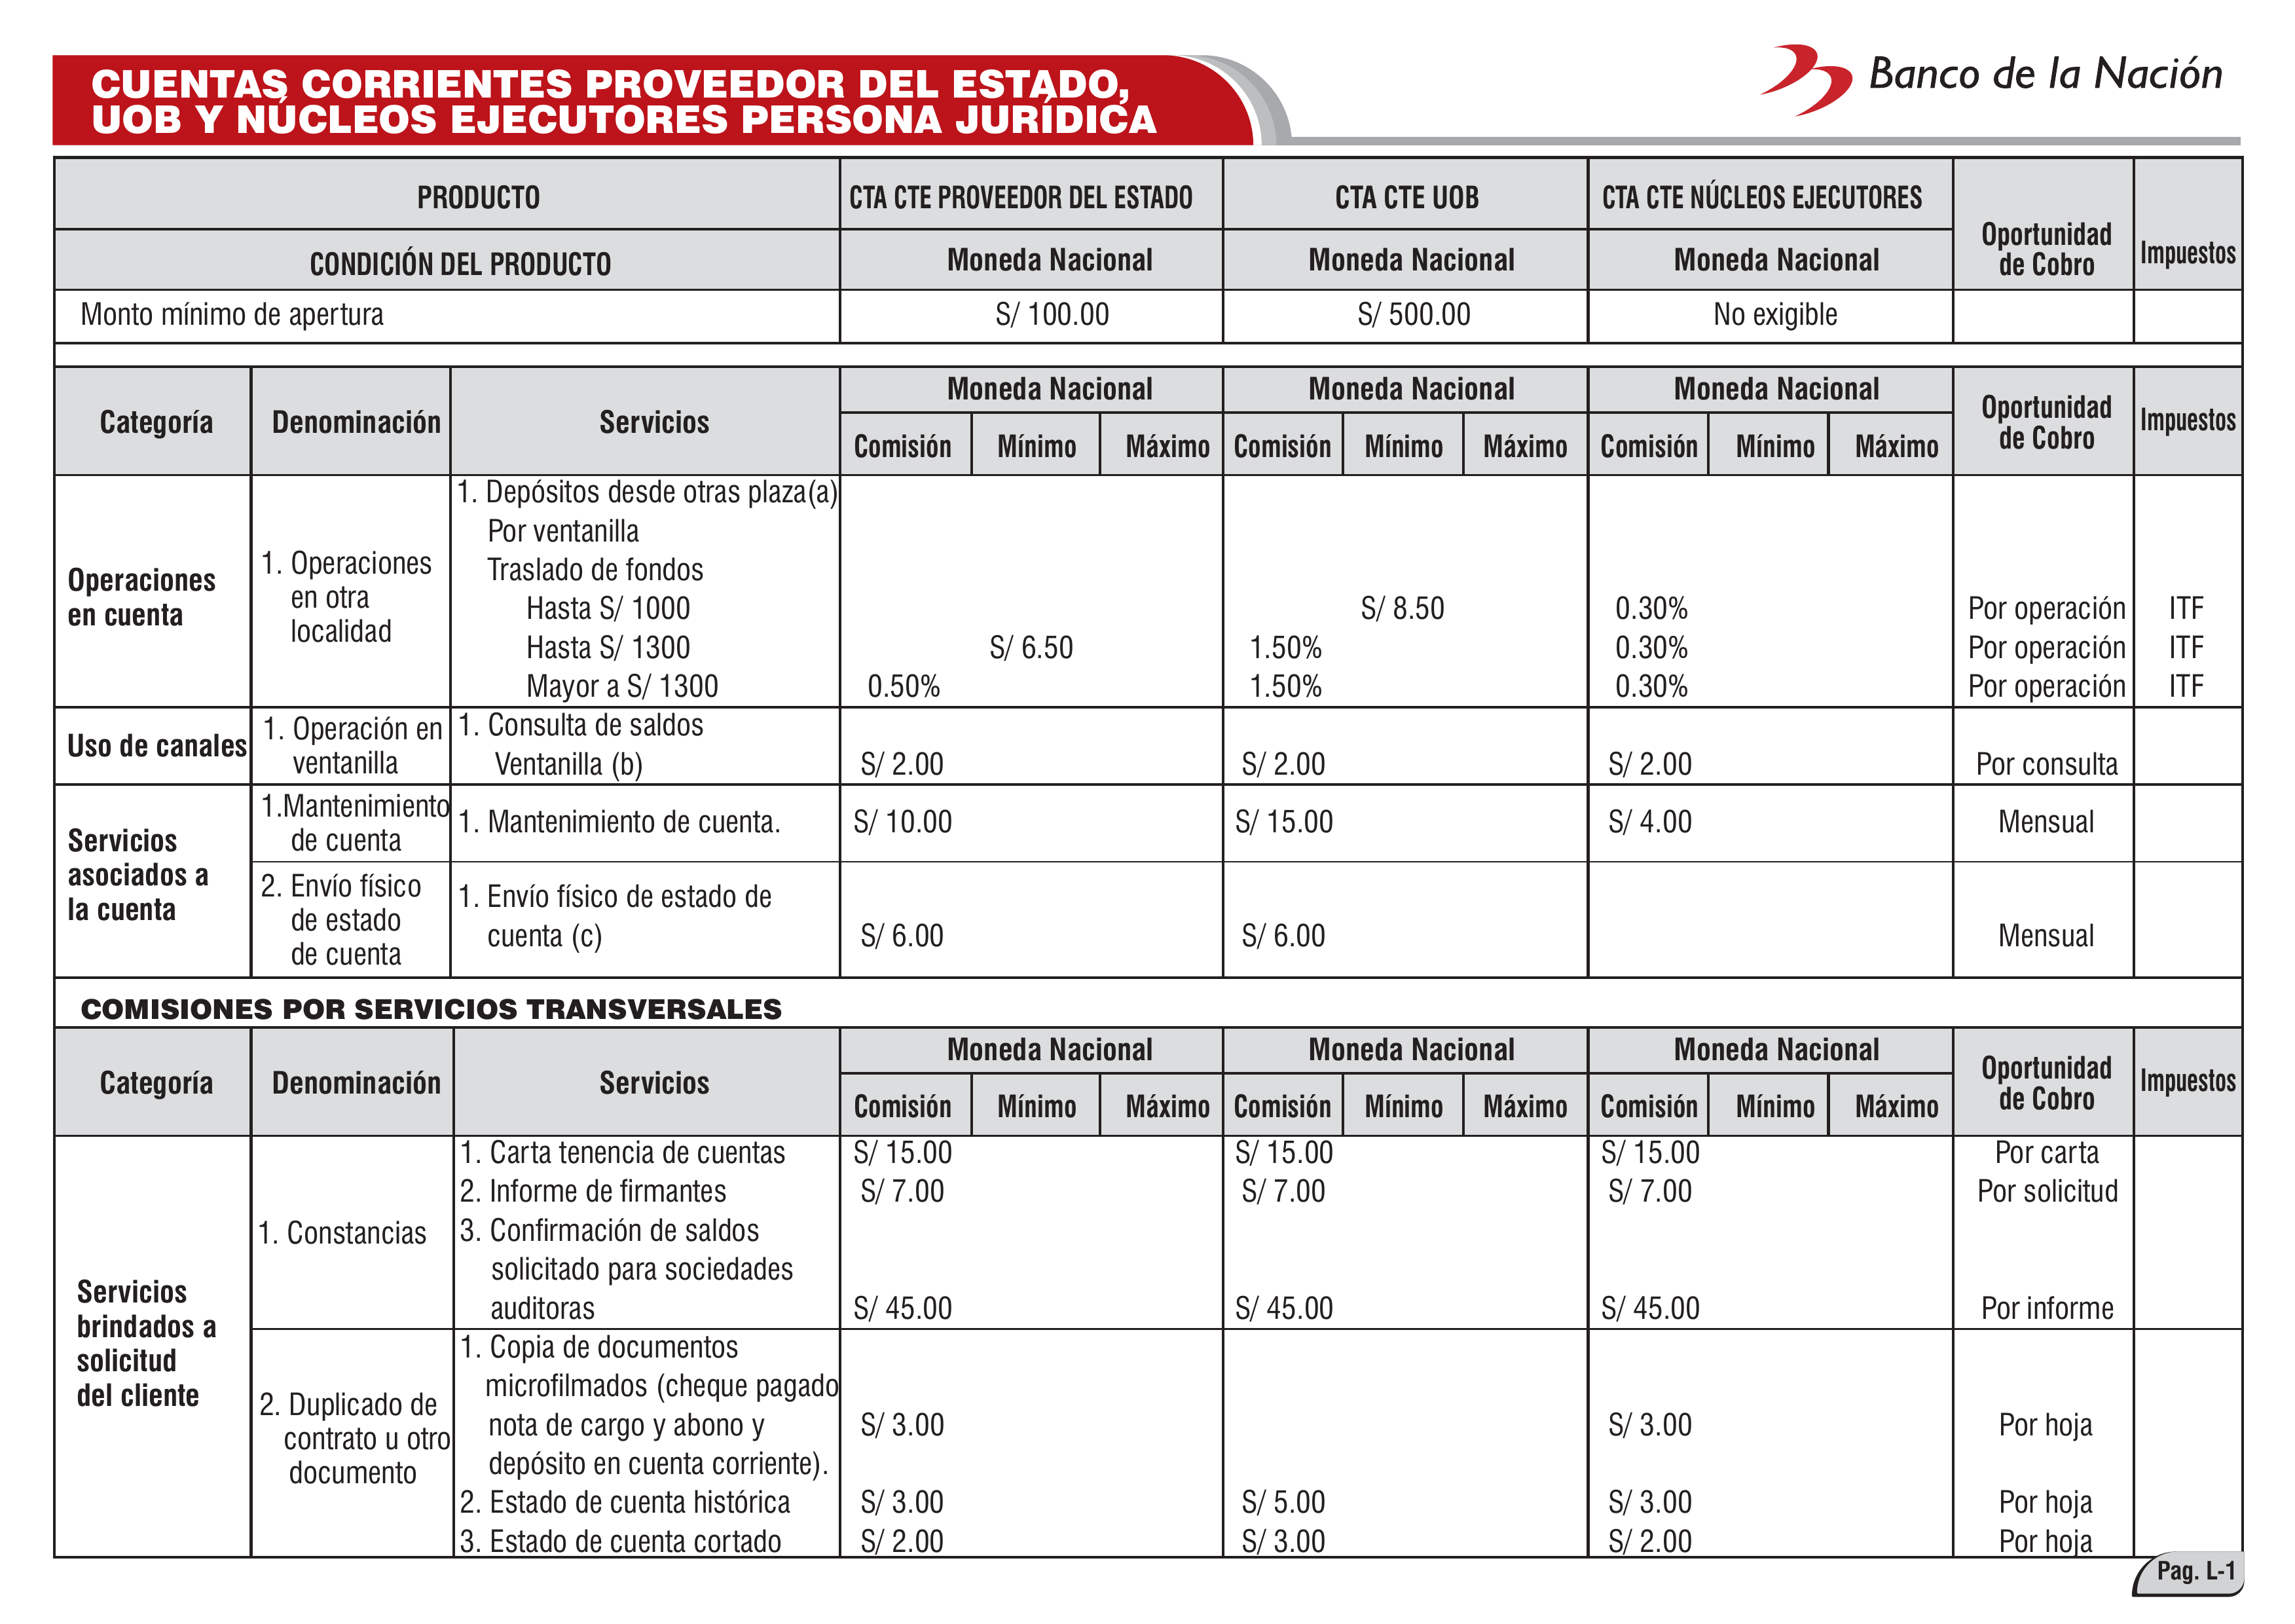 CUENTAS CORRIENTES PROVEEDOR DEL ESTADO,
UOB Y NÚCLEOS EJECUTORES PERSONA JURÍDICA
Banco de la Nación
PRODUCTO CTA CTE PROVEEDOR DEL ESTADO CTA CTE UOB CTA CTE NÚCLEOS EJECUTORES Oportunidad de Cobro Impuestos
CONDICIÓN DEL PRODUCTO Moneda Nacional Moneda Nacional Moneda Nacional
Monto mínimo de apertura S/ 100.00 S/ 500.00 No exigible
Categoría Denominación Servicios Moneda Nacional Moneda Nacional Moneda Nacional Oportunidad de Cobro Impuestos
Comisión Mínimo Máximo Comisión Mínimo Máximo Comisión Mínimo Máximo
Operaciones
en cuenta
1. Operaciones
en otra
localidad
1. Depósitos desde otras plaza(a)
Por ventanilla
Traslado de fondos
Hasta S/ 1000 S/ 8.50 0.30% Por operación ITF
Hasta S/ 1300 S/ 6.50 1.50% 0.30% Por operación ITF
Mayor a S/ 1300 0.50% 1.50% 0.30% Por operación ITF
Uso de canales
1. Operación en
ventanilla
1. Consulta de saldos
Ventanilla (b) S/ 2.00 S/ 2.00 S/ 2.00 Por consulta
Servicios
asociados a
la cuenta
1.Mantenimiento
de cuenta
1. Mantenimiento de cuenta. S/ 10.00 S/ 15.00 S/ 4.00 Mensual
2. Envío físico
de estado
de cuenta
1. Envío físico de estado de
cuenta (c) S/ 6.00 S/ 6.00 Mensual
COMISIONES POR SERVICIOS TRANSVERSALES
Categoría Denominación Servicios Moneda Nacional Moneda Nacional Moneda Nacional Oportunidad de Cobro Impuestos
Comisión Mínimo Máximo Comisión Mínimo Máximo Comisión Mínimo Máximo
Servicios
brindados a
solicitud
del cliente
1. Constancias
1. Carta tenencia de cuentas S/ 15.00 S/ 15.00 S/ 15.00 Por carta
2. Informe de firmantes S/ 7.00 S/ 7.00 S/ 7.00 Por solicitud
3. Confirmación de saldos
solicitado para sociedades
auditoras S/ 45.00 S/ 45.00 S/ 45.00 Por informe
2. Duplicado de
contrato u otro
documento
1. Copia de documentos
microfilmados (cheque pagado
nota de cargo y abono y S/ 3.00 S/ 3.00 Por hoja
depósito en cuenta corriente).
2. Estado de cuenta histórica S/ 3.00 S/ 5.00 S/ 3.00 Por hoja
3. Estado de cuenta cortado S/ 2.00 S/ 3.00 S/ 2.00 Por hoja
Pag. L-1